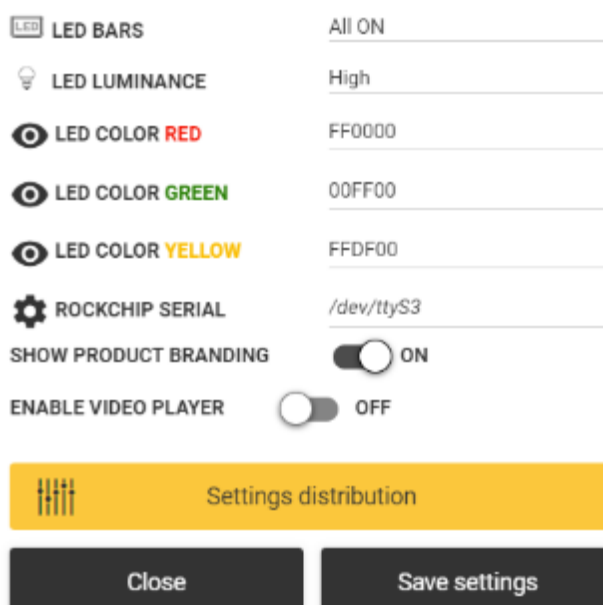 LED LED BARS All ON
LED LUMINANCE High
LED COLOR RED FF0000
LED COLOR GREEN 00FF00
LED COLOR YELLOW FFDF00
ROCKCHIP SERIAL /dev/ttyS3
SHOW PRODUCT BRANDING ON
ENABLE VIDEO PLAYER OFF
Settings distribution
Close Save settings